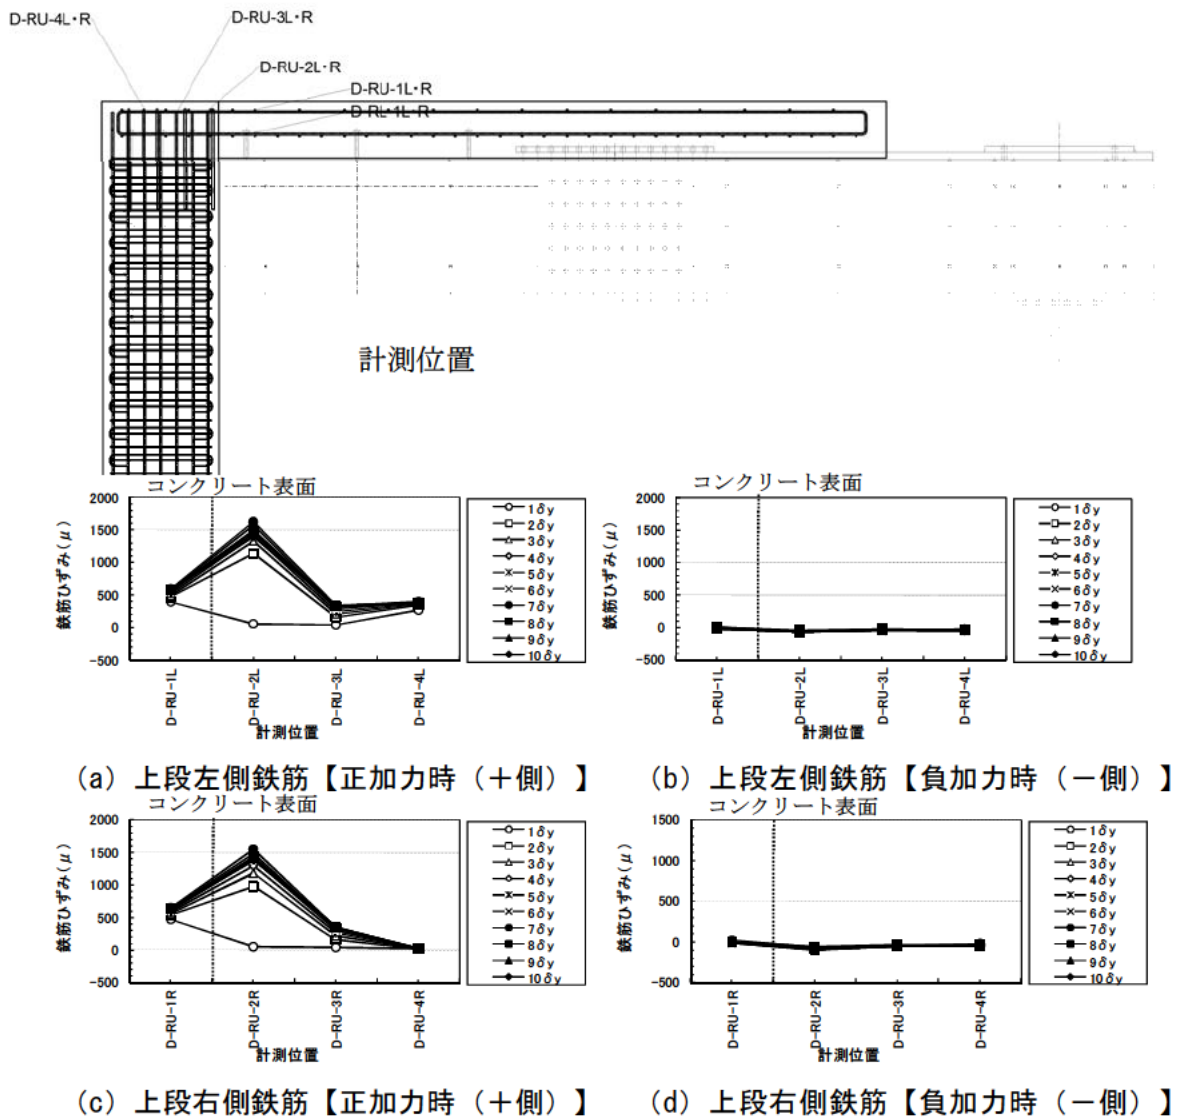 D-RU-4L・R
D-RU-3L・R
D-RU-2L・R
D-RU-1L・R
D-RL-1L・R
計測位置
コンクリート表面
鉄筋ひずみ(μ)
2000
1500
1000
500
0
-500
D-RU-1L
D-RU-2L
D-RU-3L
D-RU-4L
計測位置
1δy
2δy
3δy
4δy
5δy
6δy
7δy
8δy
9δy
10δy
(a) 上段左側鉄筋【正加力時(+側)】
コンクリート表面
鉄筋ひずみ(μ)
2000
1500
1000
500
0
-500
D-RU-1L
D-RU-2L
D-RU-3L
D-RU-4L
計測位置
1δy
2δy
3δy
4δy
5δy
6δy
7δy
8δy
9δy
10δy
(b) 上段左側鉄筋【負加力時(-側)】
コンクリート表面
鉄筋ひずみ(μ)
2000
1500
1000
500
0
-500
D-RU-1R
D-RU-2R
D-RU-3R
D-RU-4R
計測位置
1δy
2δy
3δy
4δy
5δy
6δy
7δy
8δy
9δy
10δy
(c) 上段右側鉄筋【正加力時(+側)】
コンクリート表面
鉄筋ひずみ(μ)
1500
1000
500
0
-500
D-RU-1R
D-RU-2R
D-RU-3R
D-RU-4R
計測位置
1δy
2δy
3δy
4δy
5δy
6δy
7δy
8δy
9δy
10δy
(d) 上段右側鉄筋【負加力時(-側)】